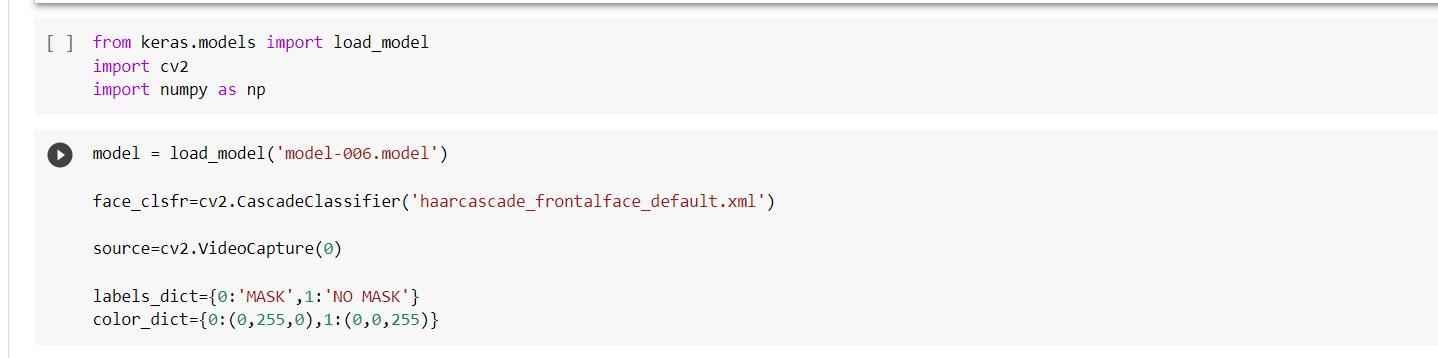 [ ] from keras.models import load_model
import cv2
import numpy as np
model = load_model('model-006.model')
face_clsfr=cv2.CascadeClassifier('haarcascade_frontalface_default.xml')
source=cv2.VideoCapture(0)
labels_dict={0:'MASK',1:'NO MASK'}
color_dict={0:(0,255,0),1:(0,0,255)}